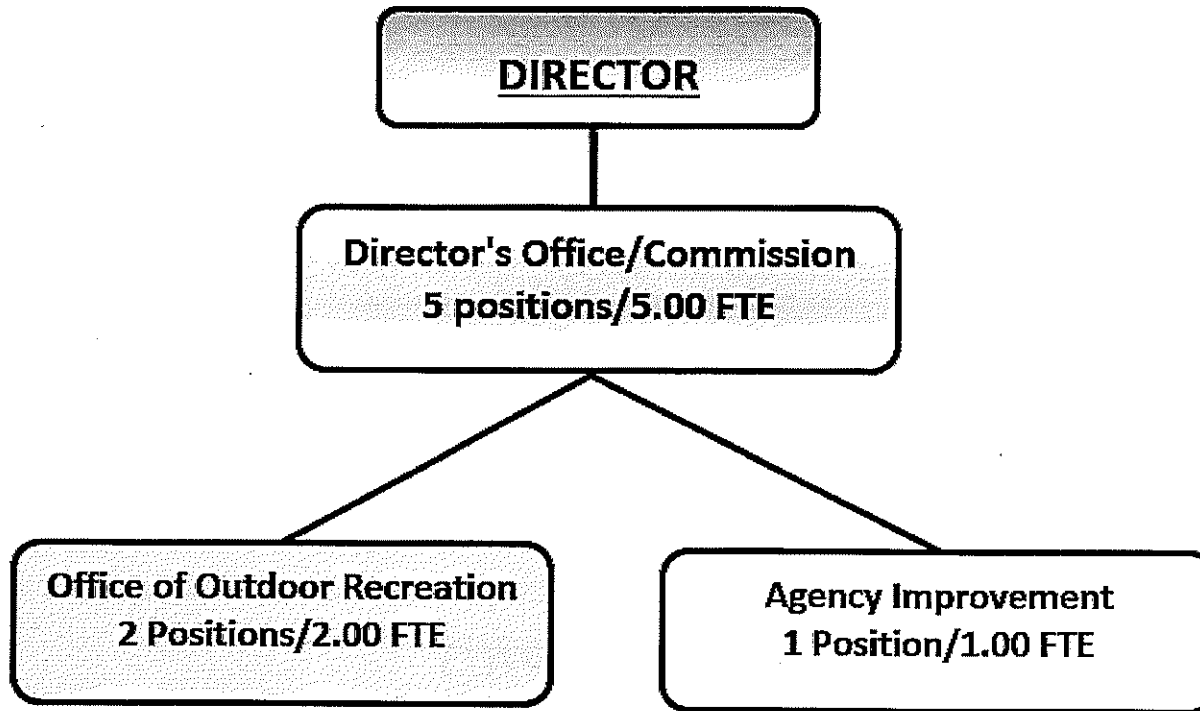 DIRECTOR
Director's Office/Commission
5 positions/5.00 FTE
Office of Outdoor Recreation
2 Positions/2.00 FTE
Agency Improvement
1 Position/1.00 FTE